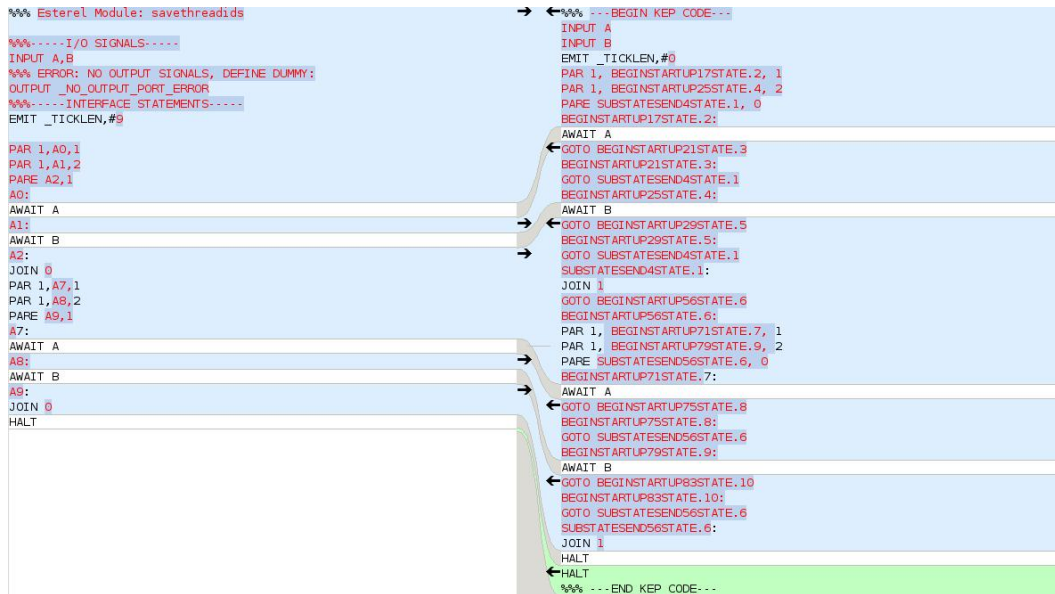 %%% Esterel Module: savethreadids
%%%-----I/O SIGNALS-----
INPUT A,B
%%% ERROR: NO OUTPUT SIGNALS, DEFINE DUMMY:
OUTPUT _NO_OUTPUT_PORT_ERROR
%%%-----INTERFACE STATEMENTS-----
EMIT _TICKLEN,#9
PAR 1,A0,1
PAR 1,A1,2
PARE A2,1
A0:
AWAIT A
A1:
AWAIT B
A2:
JOIN 0
PAR 1,A7,1
PAR 1,A8,2
PARE A9,1
A7:
AWAIT A
A8:
AWAIT B
A9:
JOIN 0
HALT
%%% ---BEGIN KEP CODE---
INPUT A
INPUT B
EMIT _TICKLEN,#0
PAR 1, BEGINSTARTUP17STATE.2, 1
PAR 1, BEGINSTARTUP25STATE.4, 2
PARE SUBSTATESEND4STATE.1, 0
BEGINSTARTUP17STATE.2:
AWAIT A
GOTO BEGINSTARTUP21STATE.3
BEGINSTARTUP21STATE.3:
GOTO SUBSTATESEND4STATE.1
BEGINSTARTUP25STATE.4:
AWAIT B
GOTO BEGINSTARTUP29STATE.5
BEGINSTARTUP29STATE.5:
GOTO SUBSTATESEND4STATE.1
SUBSTATESEND4STATE.1:
JOIN 1
GOTO BEGINSTARTUP56STATE.6
BEGINSTARTUP56STATE.6:
PAR 1, BEGINSTARTUP71STATE.7, 1
PAR 1, BEGINSTARTUP79STATE.9, 2
PARE SUBSTATESEND56STATE.6, 0
BEGINSTARTUP71STATE.7:
AWAIT A
GOTO BEGINSTARTUP75STATE.8
BEGINSTARTUP75STATE.8:
GOTO SUBSTATESEND56STATE.6
BEGINSTARTUP79STATE.9:
AWAIT B
GOTO BEGINSTARTUP83STATE.10
BEGINSTARTUP83STATE.10:
GOTO SUBSTATESEND56STATE.6
SUBSTATESEND56STATE.6:
JOIN 1
HALT
HALT
%%% ---END KEP CODE---